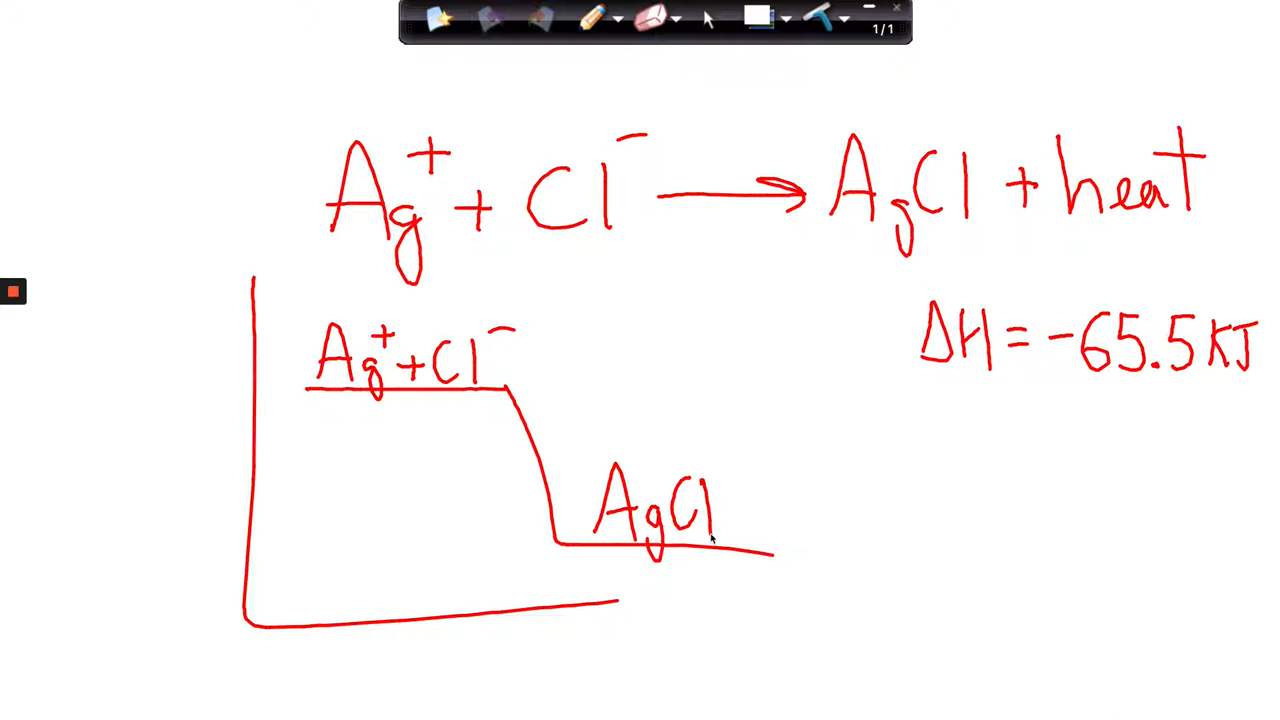 1/1
Ag⁺ + Cl⁻ → AgCl + heat
ΔH = -65.5 KJ
Ag⁺ + Cl⁻
AgCl